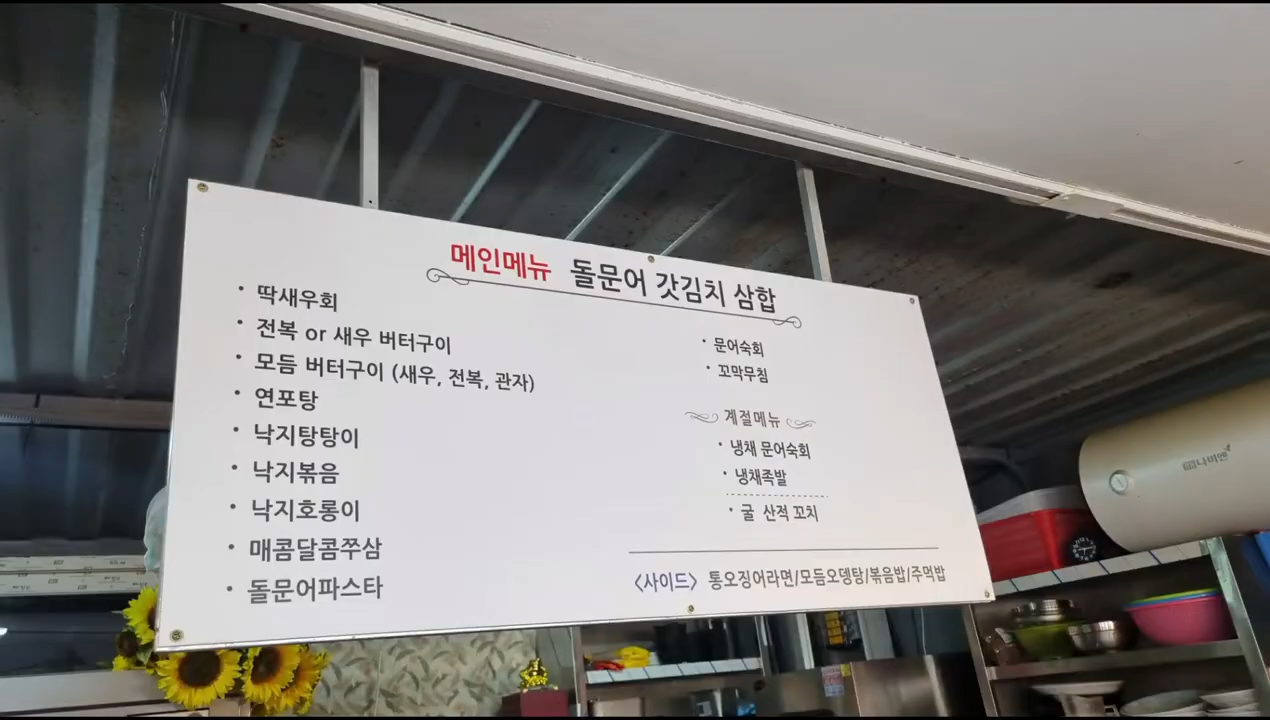 메인메뉴 돌문어 갓김치 삼합
· 딱새우회
· 전복 or 새우 버터구이
· 모듬 버터구이 (새우, 전복, 관자)
· 연포탕
· 낙지탕탕이
· 낙지볶음
· 낙지호롱이
· 매콤달콤쭈삼
· 돌문어파스타
· 문어숙회
· 꼬막무침
계절메뉴
· 냉채 문어숙회
· 냉채족발
· 굴 산적 꼬치
<사이드> 통오징어라면/모듬오뎅탕/볶음밥/주먹밥
나비엔